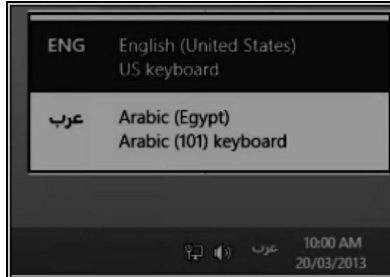 ENG English (United States)
US keyboard
عرب Arabic (Egypt)
Arabic (101) keyboard
عرب 10:00 AM
20/03/2013